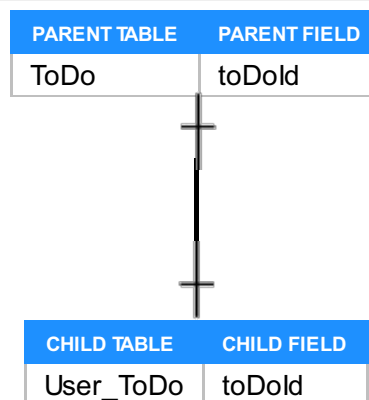 PARENT TABLE PARENT FIELD
ToDo toDoId
CHILD TABLE CHILD FIELD
User_ToDo toDoId